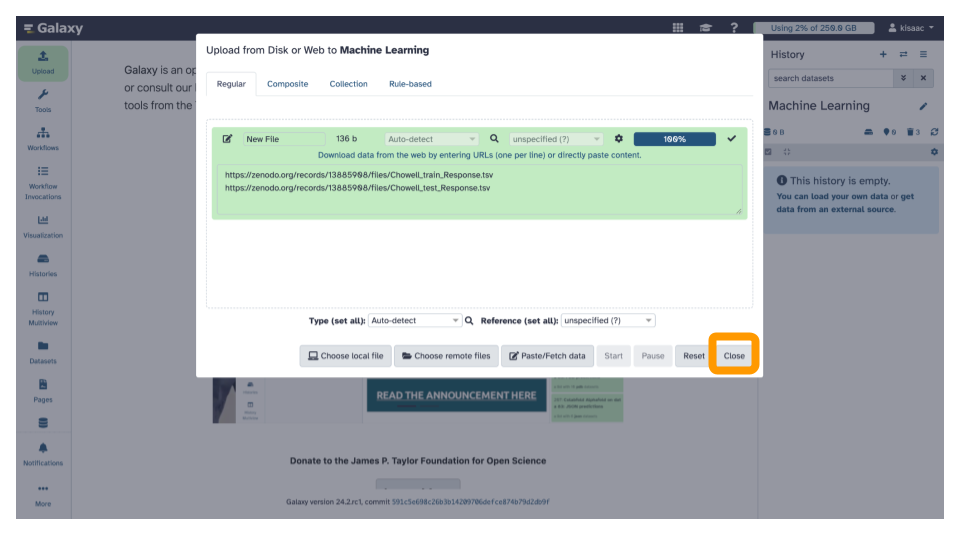 Galaxy
?
Using 2% of 250.0 GB
kisaac
Upload
Tools
Workflows
Workflow
Invocations
Visualization
Histories
History
Multiview
Datasets
Pages
Notifications
More
Galaxy is an op
or consult our
tools from the
Upload from Disk or Web to Machine Learning
Regular Composite Collection Rule-based
New File 136 b Auto-detect unspecified (?) 100%
Download data from the web by entering URLs (one per line) or directly paste content.
https://zenodo.org/records/13885908/files/Chowell_train_Response.tsv
https://zenodo.org/records/13885908/files/Chowell_test_Response.tsv
Type (set all): Auto-detect Reference (set all): unspecified (?)
Choose local file Choose remote files Paste/Fetch data Start Pause Reset Close
READ THE ANNOUNCEMENT HERE
Donate to the James P. Taylor Foundation for Open Science
Galaxy version 24.2.rc1, commit 591c5e698c26b3b14209706defce874b79d2db9f
History
search datasets
Machine Learning
0 B 0 3
This history is empty.
You can load your own data or get
data from an external source.